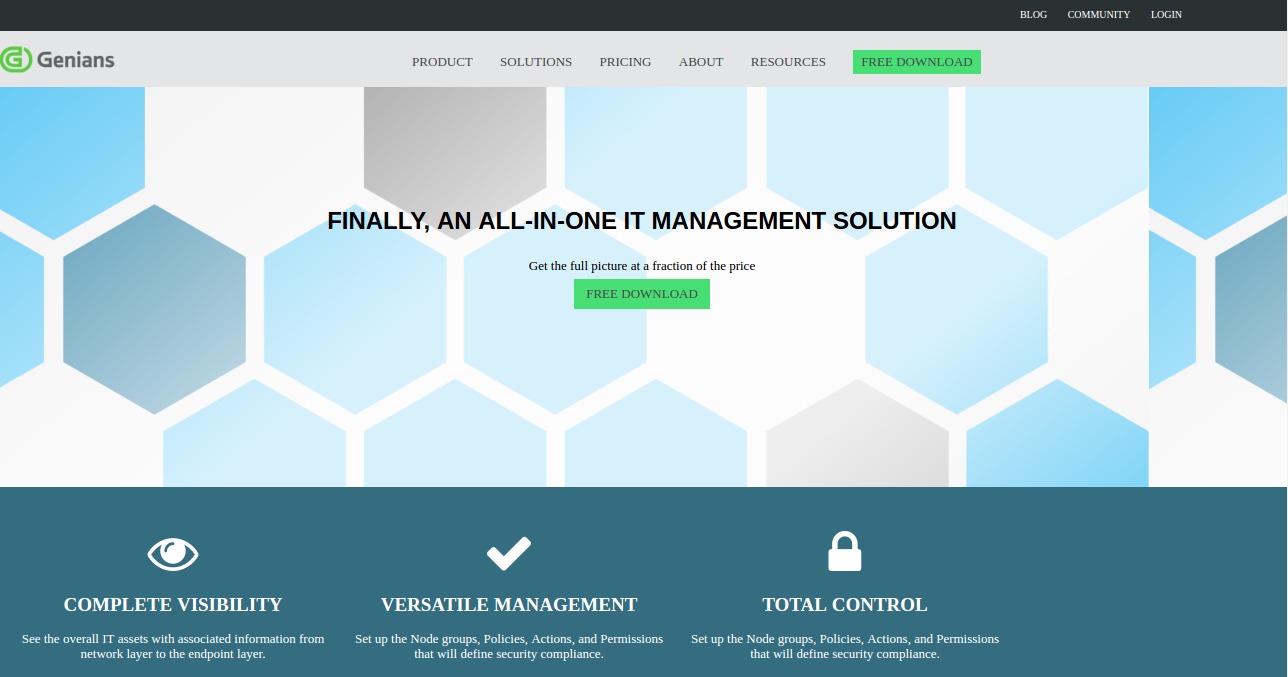 BLOG COMMUNITY LOGIN
Genians PRODUCT SOLUTIONS PRICING ABOUT RESOURCES FREE DOWNLOAD
FINALLY, AN ALL-IN-ONE IT MANAGEMENT SOLUTION
Get the full picture at a fraction of the price
FREE DOWNLOAD
COMPLETE VISIBILITY
See the overall IT assets with associated information from
network layer to the endpoint layer.
VERSATILE MANAGEMENT
Set up the Node groups, Policies, Actions, and Permissions
that will define security compliance.
TOTAL CONTROL
Set up the Node groups, Policies, Actions, and Permissions
that will define security compliance.